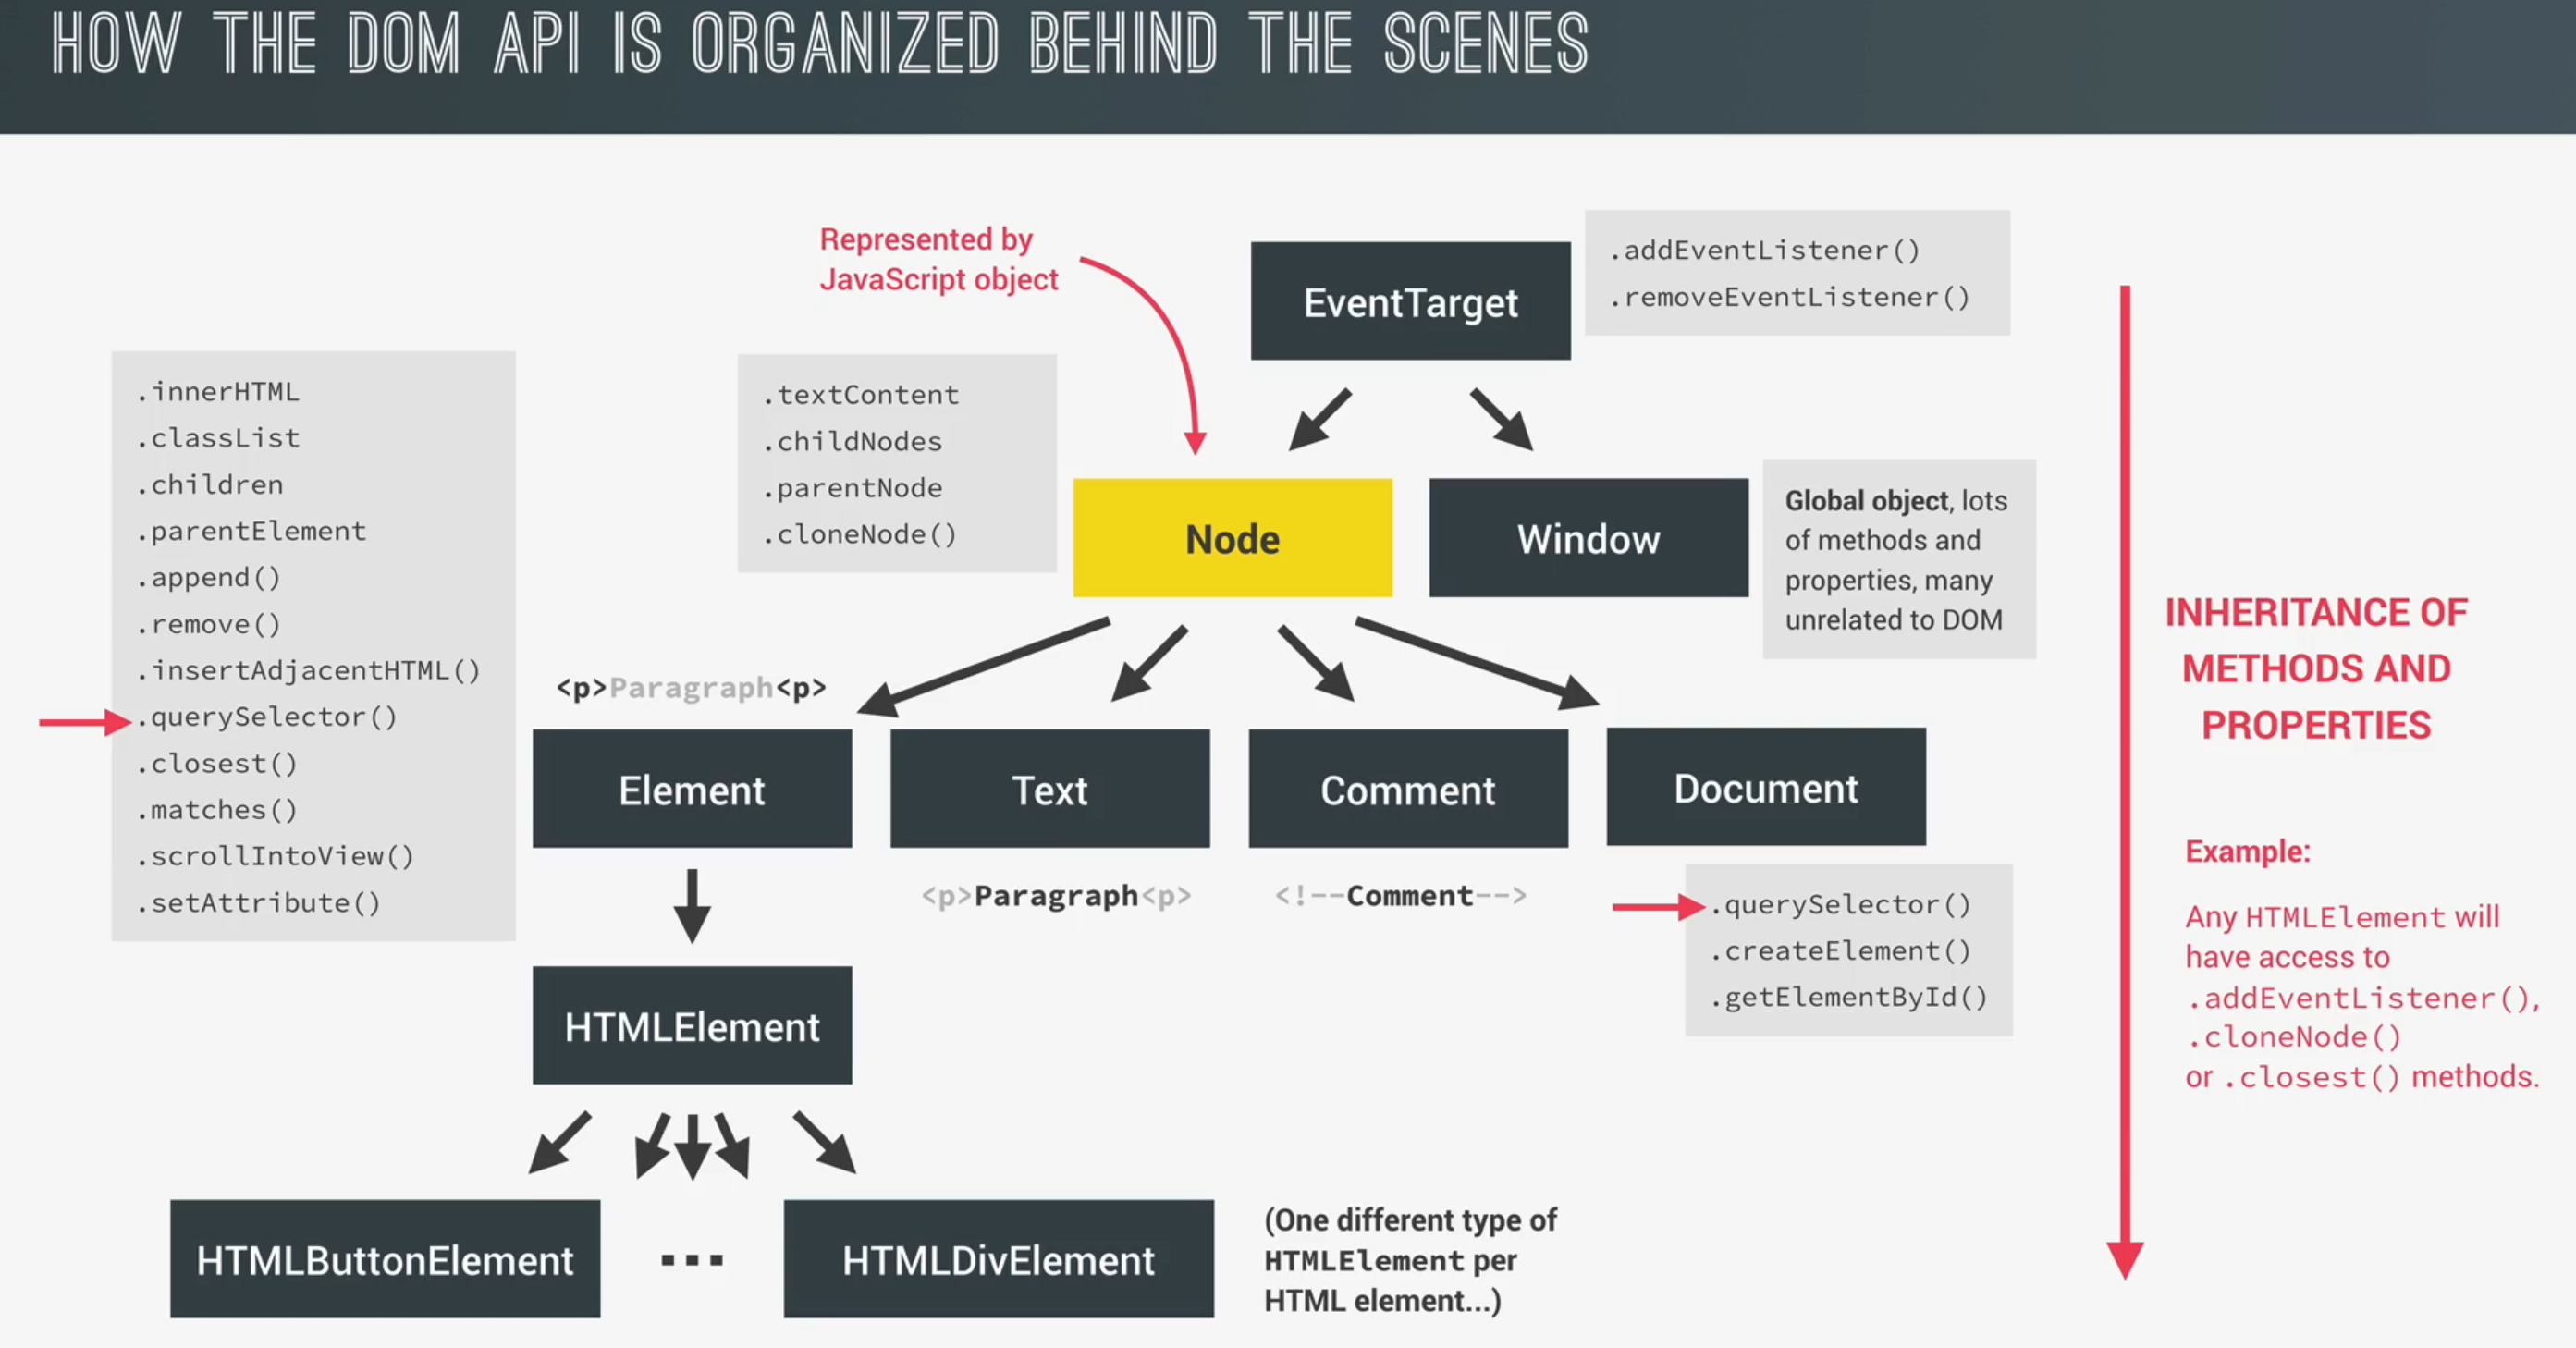 HOW THE DOM API IS ORGANIZED BEHIND THE SCENES
Represented by
JavaScript object
EventTarget
.addEventListener()
.removeEventListener()
.innerHTML
.classList
.children
.parentElement
.append()
.remove()
.insertAdjacentHTML()
.querySelector()
.closest()
.matches()
.scrollIntoView()
.setAttribute()
.textContent
.childNodes
.parentNode
.cloneNode()
Node
Window
Global object, lots
of methods and
properties, many
unrelated to DOM
<p>Paragraph<p>
Element
Text
Comment
Document
<p>Paragraph<p>
<!--Comment-->
.querySelector()
.createElement()
.getElementById()
HTMLElement
HTMLButtonElement
...
HTMLDivElement
(One different type of
HTMLElement per
HTML element...)
INHERITANCE OF
METHODS AND
PROPERTIES
Example:
Any HTMLElement will
have access to
.addEventListener(),
.cloneNode()
or .closest() methods.